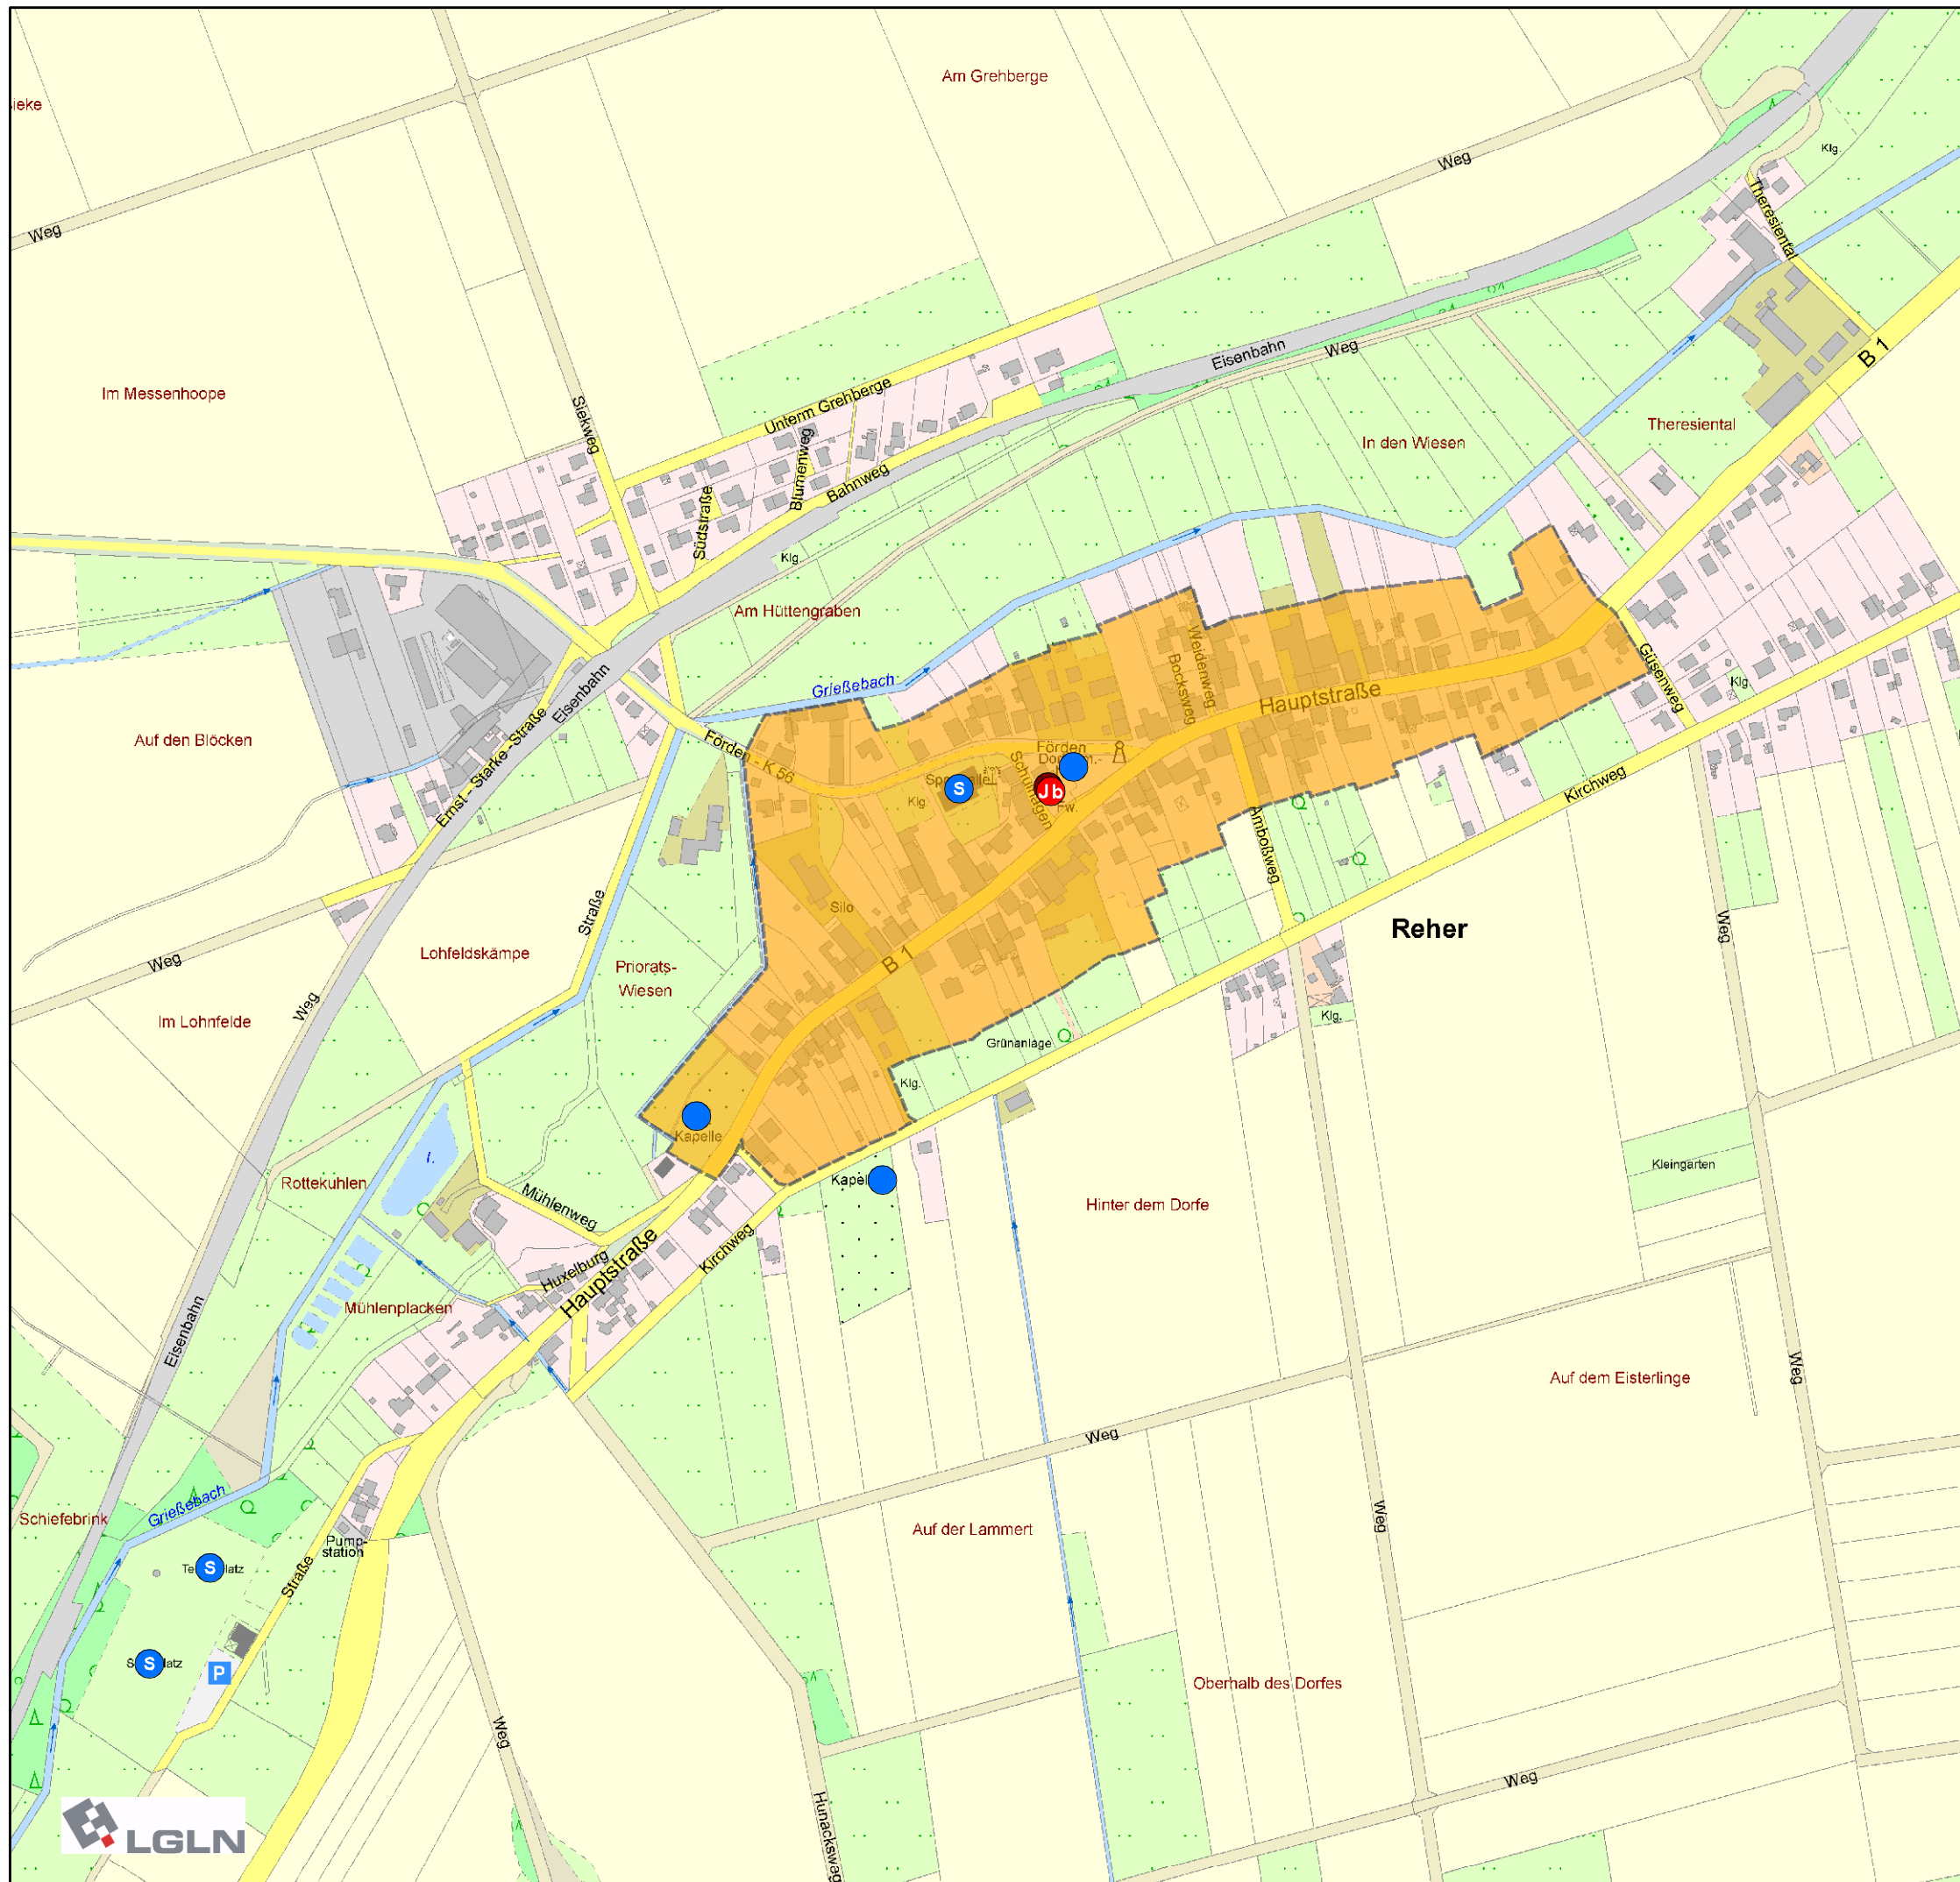 Am Grehberge
Weg
Klg.
Theresiental
Weg
Eisenbahn
Weg
B 1
Im Messenhoope
Siekweg
Unterm Grehberge
Blumenweg
Bahnweg
Südstraße
In den Wiesen
Theresiental
Klg.
Am Hüttengraben
Grießebach
Weidenweg
Bocksweg
Hauptstraße
Güsenweg
Klg.
Auf den Blöcken
Eisenbahn
Ernst - Starke -Straße
Förden - K 56
Förden
S
Jb
Fw.
Schulhagen
Klg.
Kirchweg
Amboßweg
Silo
B 1
Reher
Weg
Straße
Lohfeldskämpe
Priorats-
Wiesen
Weg
Weg
Im Lohnfelde
Klg.
Grünanlage
Klg.
Kapelle
Kleingarten
Rottekuhlen
I.
Mühlenweg
Hinter dem Dorfe
Kirchweg
Huxelburg
Hauptstraße
Mühlenplacken
Eisenbahn
Weg
Auf dem Eisterlinge
Weg
Grießebach
Schiefebrink
Pump-
station
Auf der Lammert
Weg
S
Straße
S
P
Oberhalb des Dorfes
Weg
Weg
Hunacksweg
LGLN